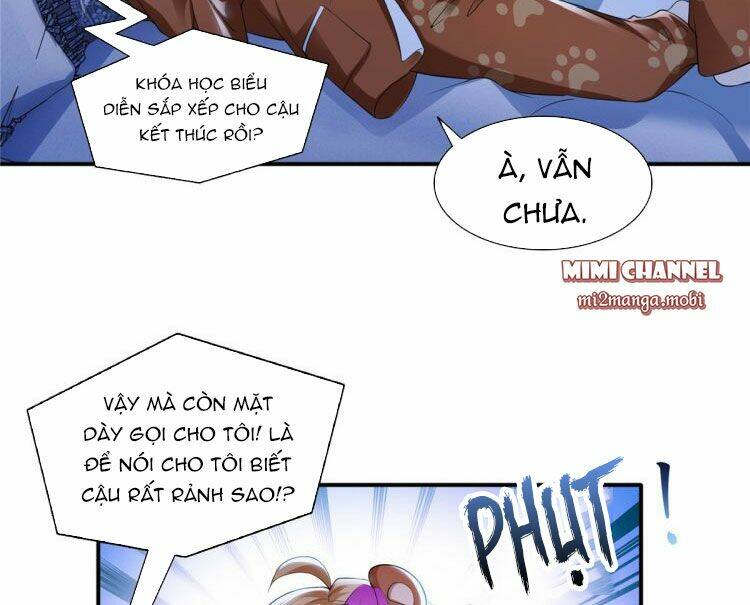 KHÓA HỌC BIỂU
DIỄN SẮP XẾP CHO CẬU
KẾT THÚC RỒI?
À, VẪN
CHƯA.
MIMI CHANNEL
mi2manga.mobi
VẬY MÀ CÒN MẶT
DÀY GỌI CHO TÔI! LÀ
ĐỂ NÓI CHO TÔI BIẾT
CẬU RẤT RẢNH SAO!?
PHỤT!